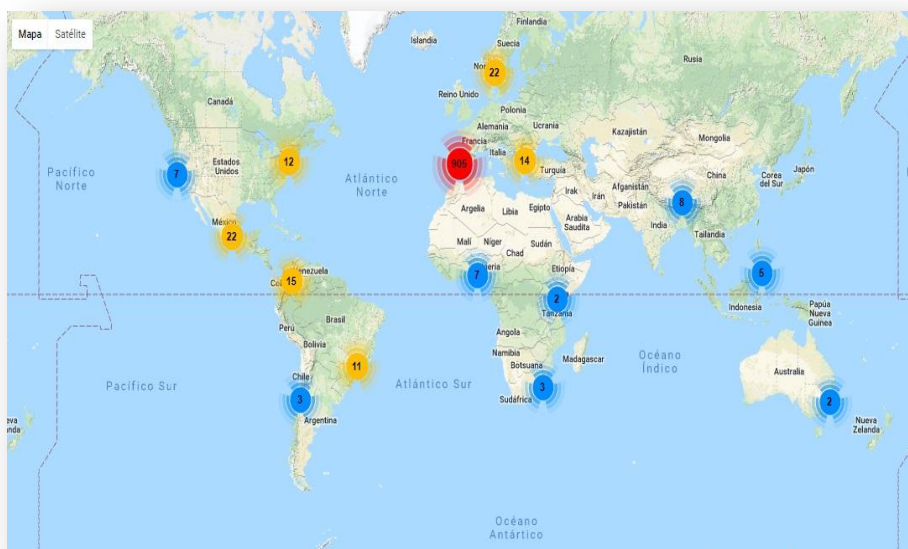 Mapa Satélite
Islandia
Finlandia
Suecia
Rusia
22
Canadá
Reino Unido
Polonia
Alemania
Ucrania
Kazajistán
Mongolia
Francia
Italia
12
905
14
Turquía
Estados
Unidos
7
Pacífico
Norte
Atlántico
Norte
China
Corea
del Sur
Japón
Afganistán
Irak
Irán
Pakistán
Argelia
Libia
Egipto
Arabia
Saudita
8
India
México
22
Tailandia
Malí
Níger
Sudán
Chad
Etiopía
7
5
15
2
Tanzania
Indonesia
Papúa
Nueva
Guinea
Perú
Brasil
Bolivia
Angola
Namibia
Botsuana
Madagascar
Océano
Índico
11
Australia
Pacífico Sur
Atlántico Sur
Chile
3
3
Sudáfrica
2
Argentina
Nueva
Zelanda
Océano
Antártico